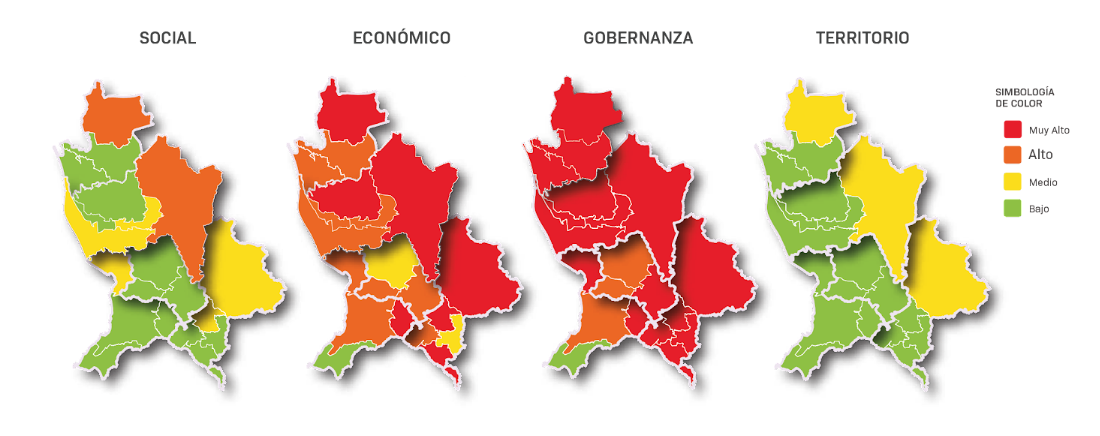 SOCIAL
ECONÓMICO
GOBERNANZA
TERRITORIO
SIMBOLOGÍA
DE COLOR
Muy Alto
Alto
Medio
Bajo